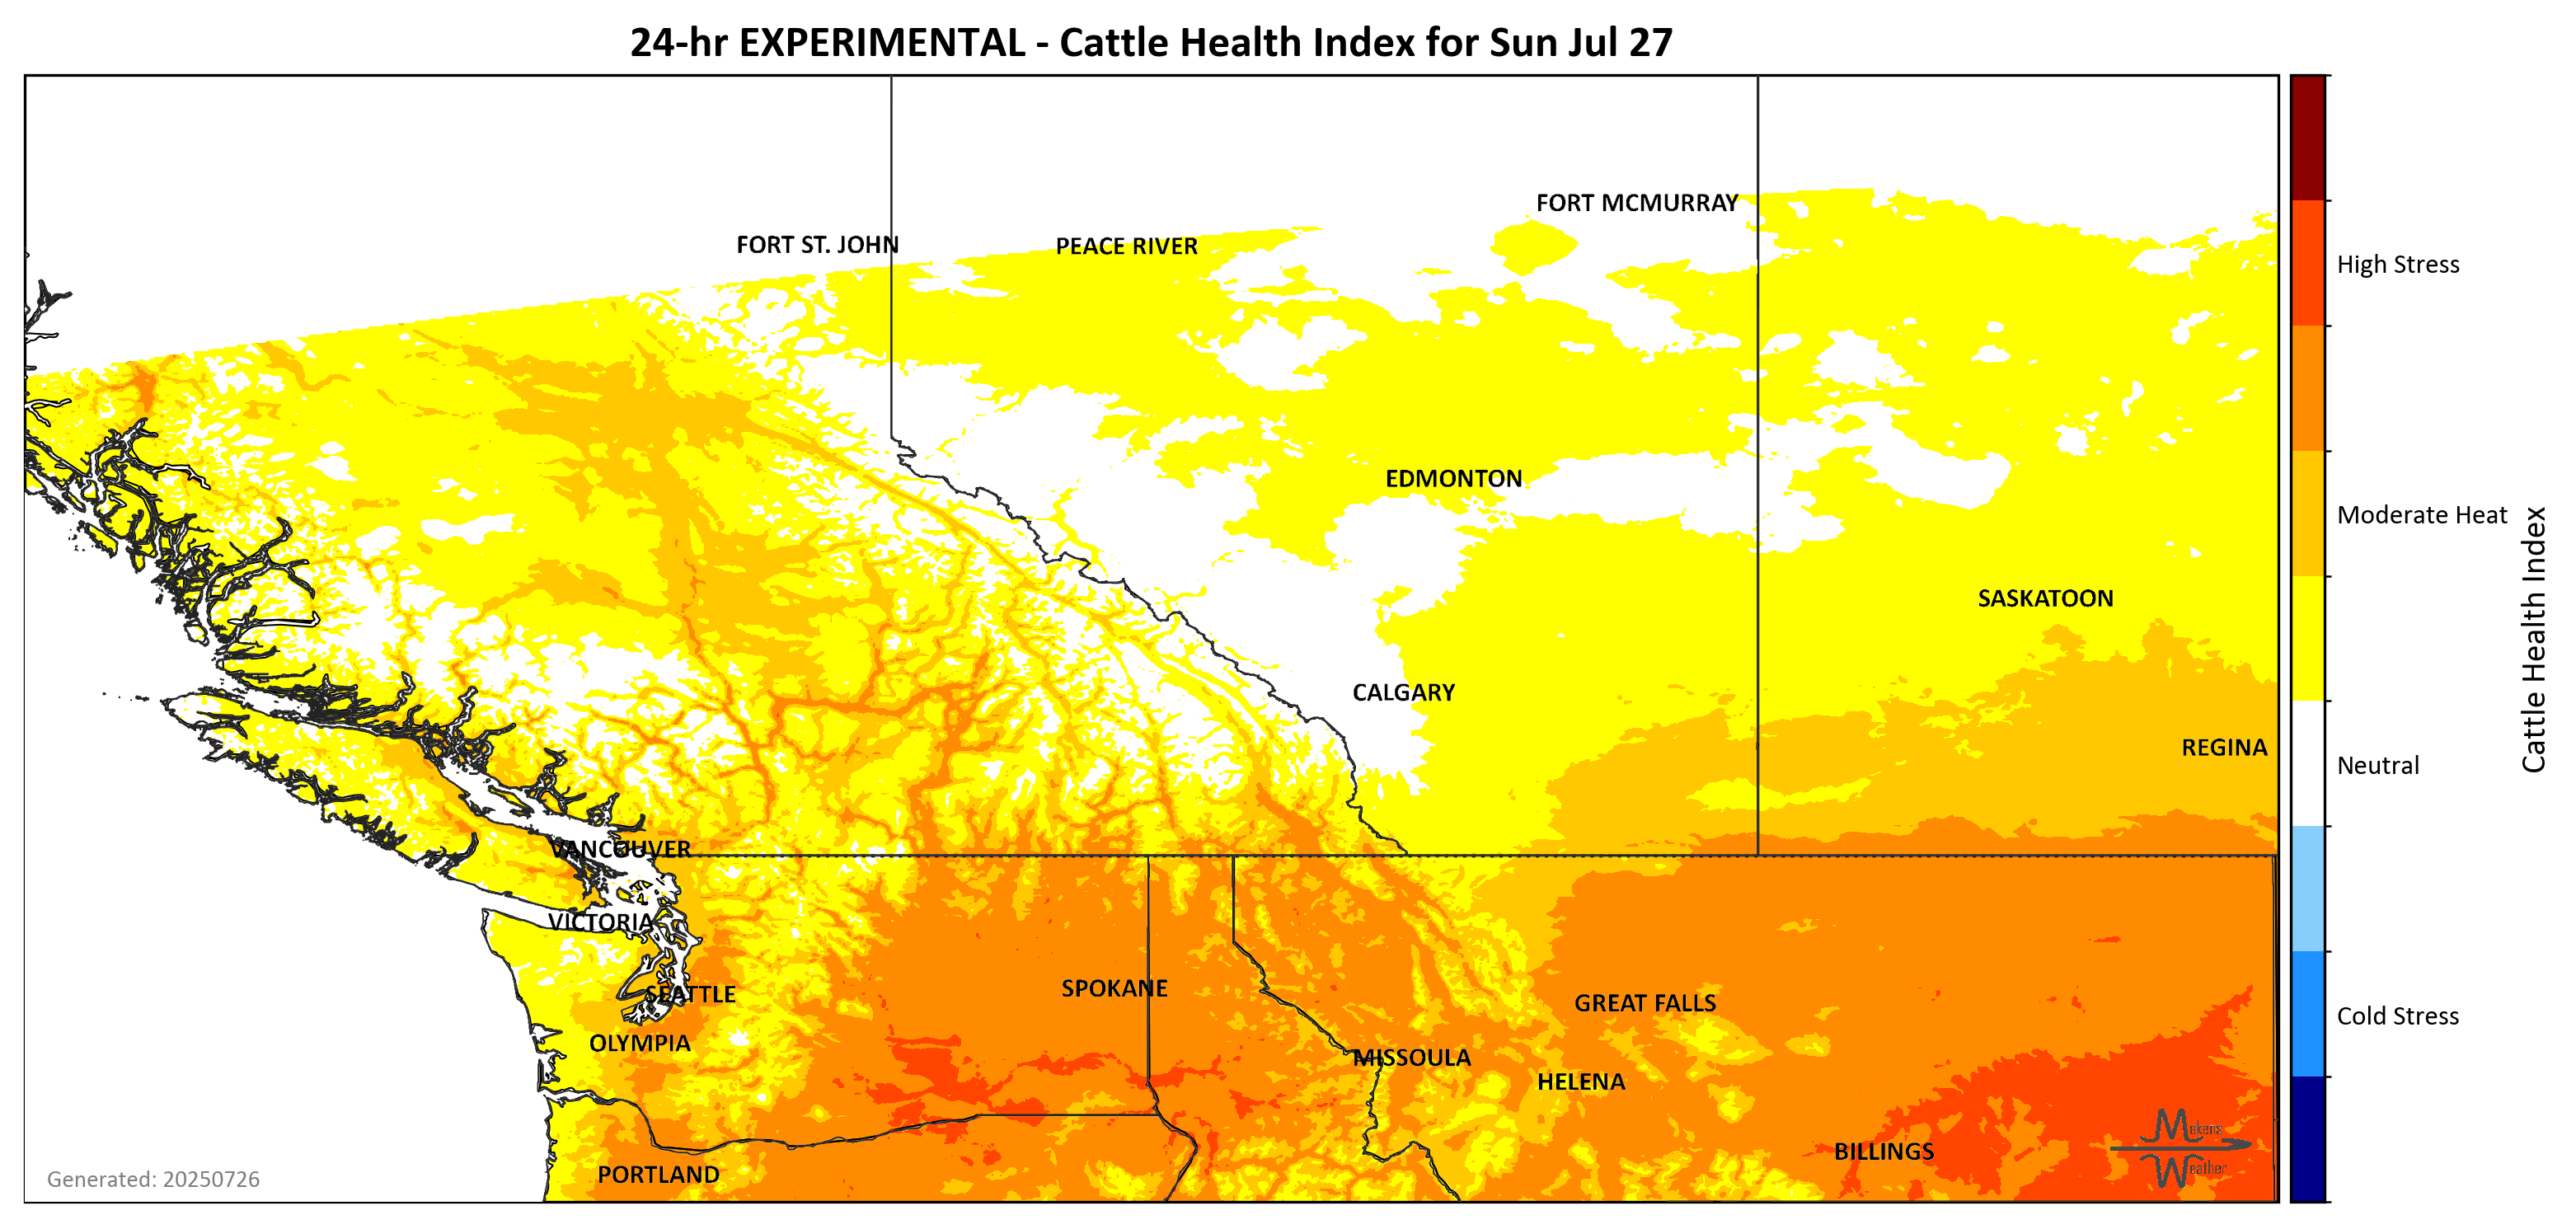 24-hr EXPERIMENTAL - Cattle Health Index for Sun Jul 27
FORT MCMURRAY
FORT ST. JOHN
PEACE RIVER
High Stress
EDMONTON
Moderate Heat
SASKATOON
Cattle Health Index
CALGARY
REGINA
Neutral
VANCOUVER
VICTORIA
SPOKANE
SEATTLE
GREAT FALLS
Cold Stress
OLYMPIA
MISSOULA
HELENA
Makens
BILLINGS
Weather
PORTLAND
Generated: 20250726